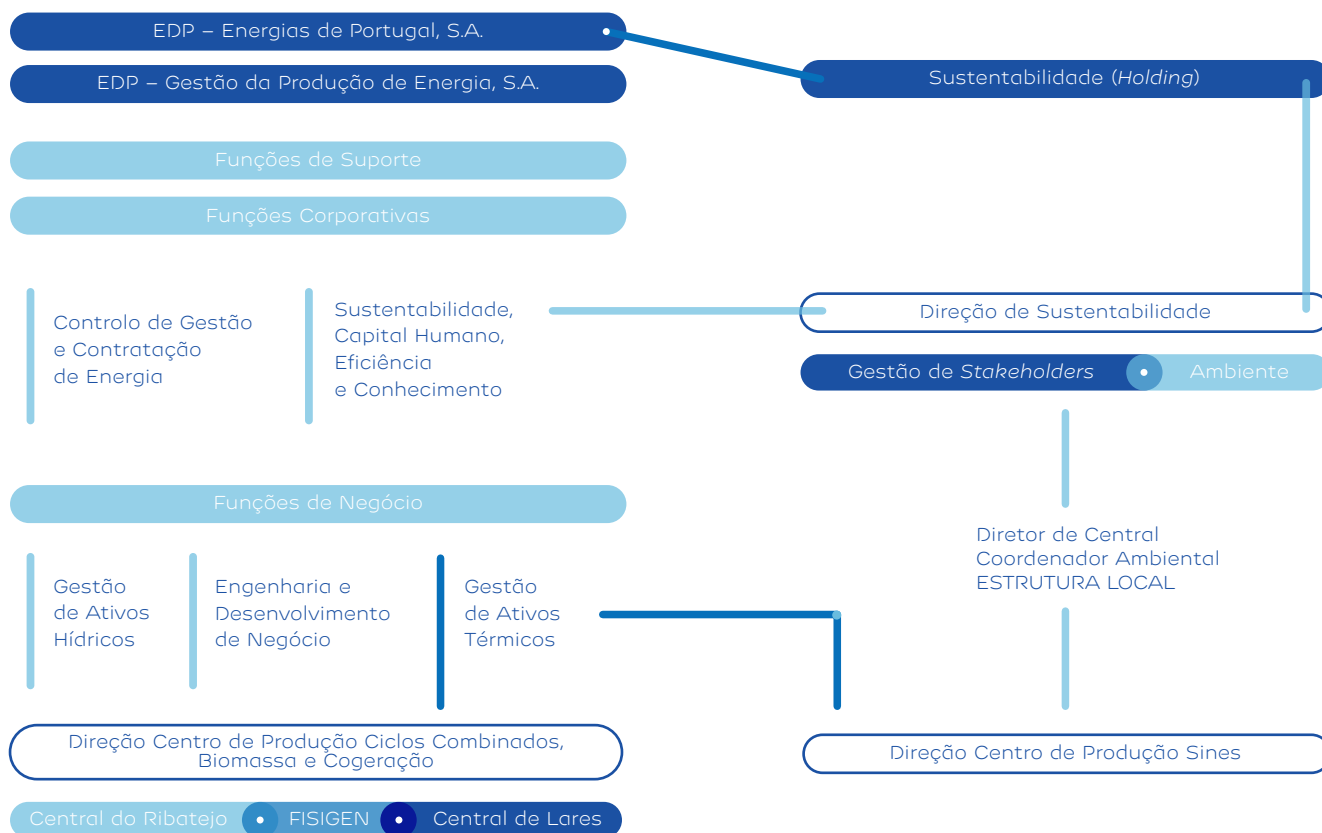 EDP – Energias de Portugal, S.A.
EDP – Gestão da Produção de Energia, S.A.
Sustentabilidade (Holding)
Funções de Suporte
Funções Corporativas
Controlo de Gestão
e Contratação
de Energia
Sustentabilidade,
Capital Humano,
Eficiência
e Conhecimento
Direção de Sustentabilidade
Gestão de Stakeholders
Ambiente
Funções de Negócio
Gestão
de Ativos
Hídricos
Engenharia e
Desenvolvimento
de Negócio
Gestão
de Ativos
Térmicos
Diretor de Central
Coordenador Ambiental
ESTRUTURA LOCAL
Direção Centro de Produção Ciclos Combinados,
Biomassa e Cogeração
Direção Centro de Produção Sines
Central do Ribatejo
FISIGEN
Central de Lares